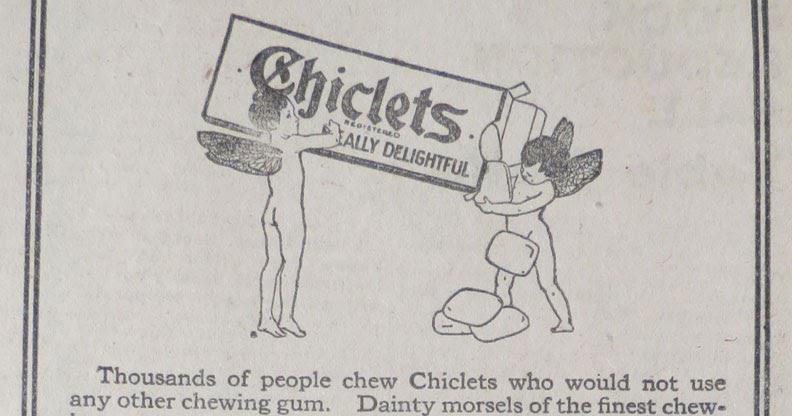 Chiclets
REGISTERED
EALLY DELIGHTFUL
Thousands of people chew Chiclets who would not use
any other chewing gum. Dainty morsels of the finest chew-